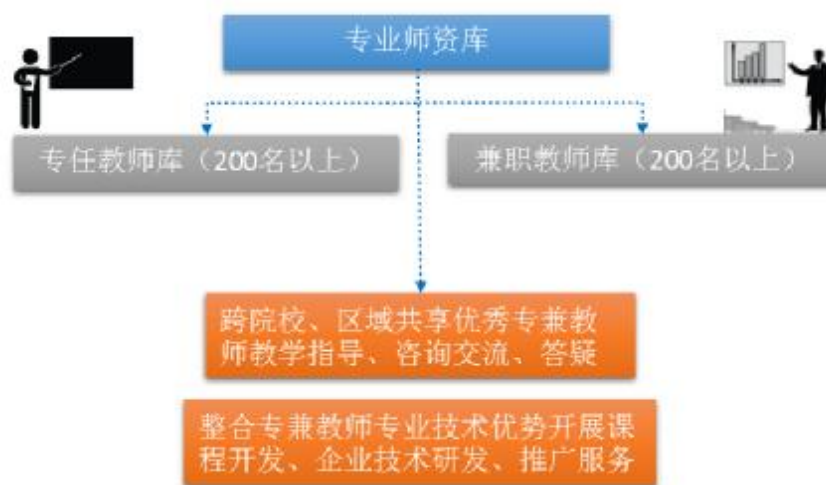 专业师资库
专任教师库（200名以上）
兼职教师库（200名以上）
跨院校、区域共享优秀专兼教
师教学指导、咨询交流、答疑
整合专兼教师专业技术优势开展课
程开发、企业技术研发、推广服务